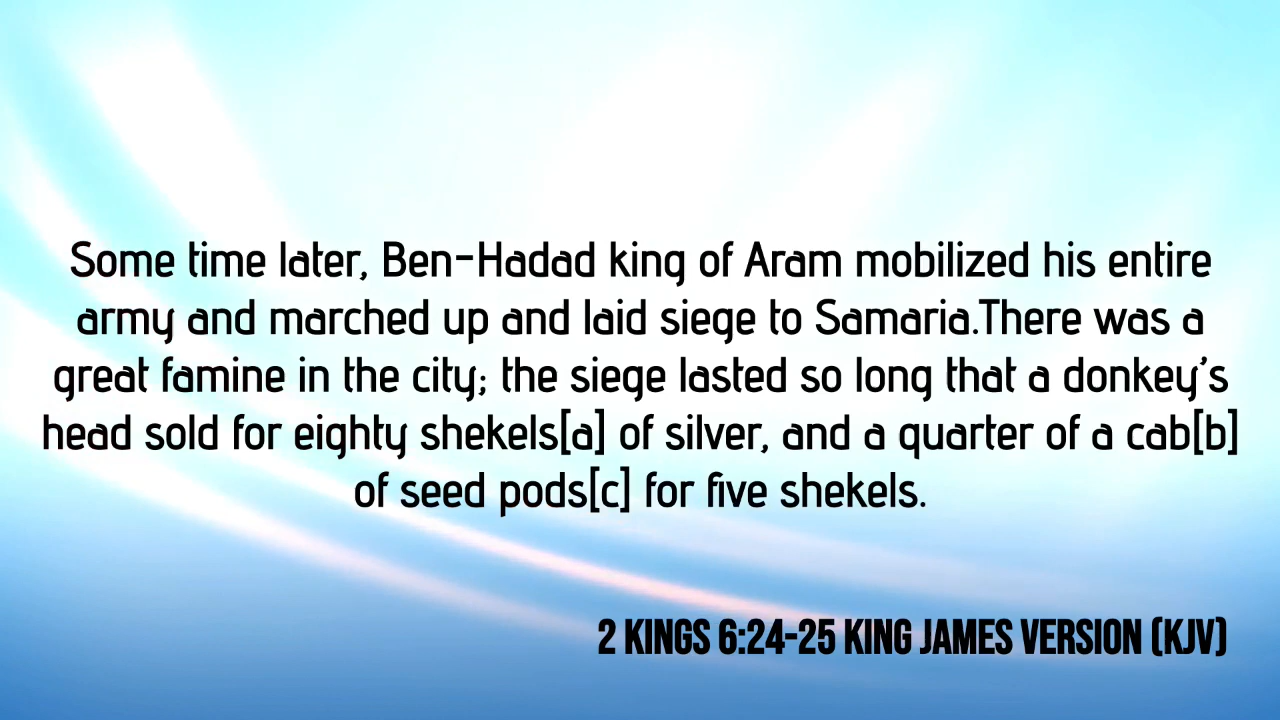 Some time later, Ben-Hadad king of Aram mobilized his entire
army and marched up and laid siege to Samaria.There was a
great famine in the city; the siege lasted so long that a donkey's
head sold for eighty shekels[a] of silver, and a quarter of a cab[b]
of seed pods[c] for five shekels.
2 KINGS 6:24-25 KING JAMES VERSION (KJV)